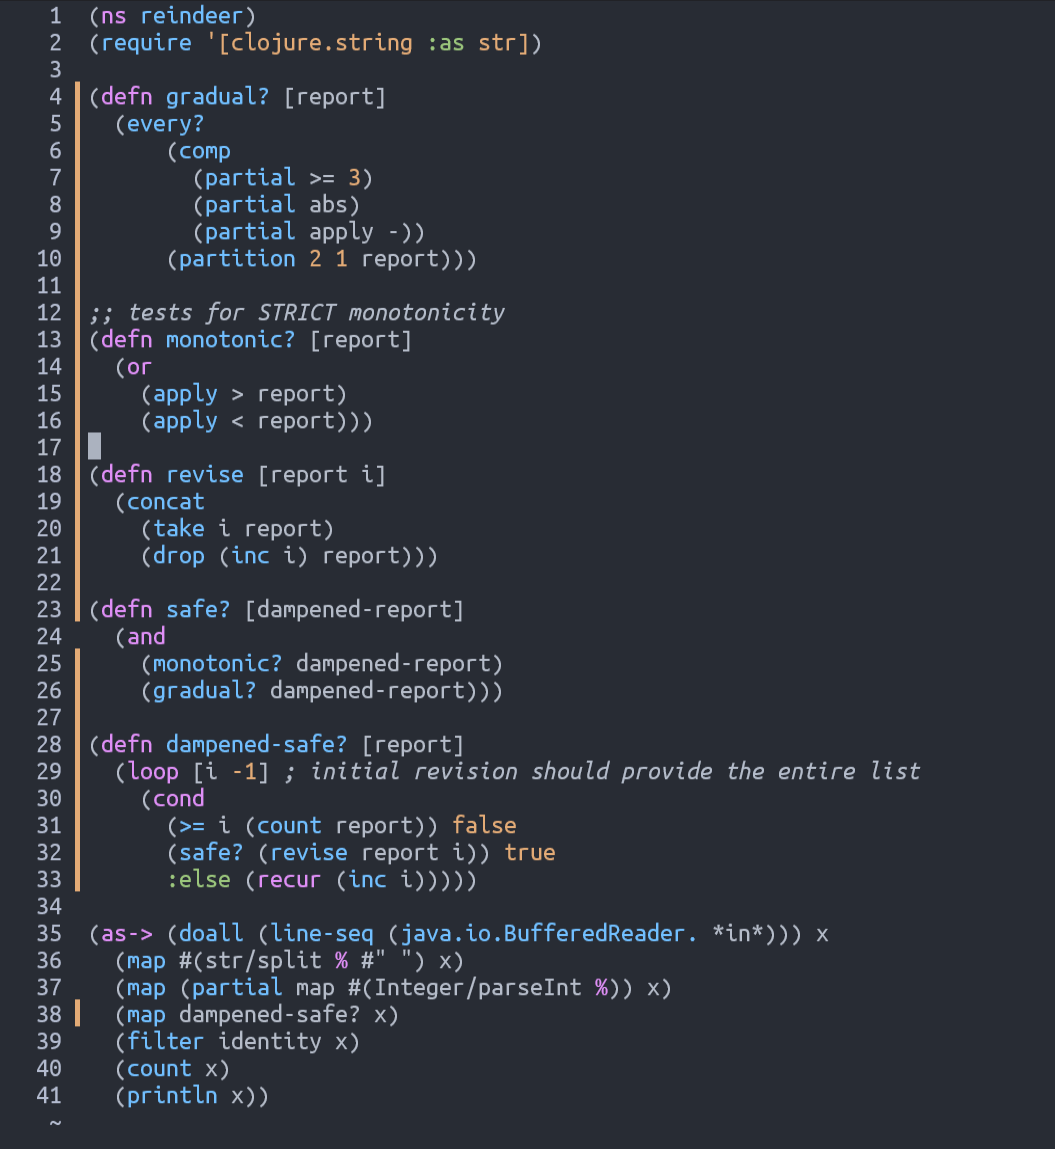 1 (ns reindeer)
2 (require '[clojure.string :as str])
3
4 (defn gradual? [report]
5   (every?
6       (comp
7         (partial >= 3)
8         (partial abs)
9         (partial apply -))
10       (partition 2 1 report)))
11
12 ;; tests for STRICT monotonicity
13 (defn monotonic? [report]
14   (or
15     (apply > report)
16     (apply < report)))
17
18 (defn revise [report i]
19   (concat
20     (take i report)
21     (drop (inc i) report)))
22
23 (defn safe? [dampened-report]
24   (and
25     (monotonic? dampened-report)
26     (gradual? dampened-report)))
27
28 (defn dampened-safe? [report]
29   (loop [i -1] ; initial revision should provide the entire list
30     (cond
31       (>= i (count report)) false
32       (safe? (revise report i)) true
33       :else (recur (inc i)))))
34
35 (as-> (doall (line-seq (java.io.BufferedReader. *in*))) x
36   (map #(str/split % #" ") x)
37   (map (partial map #(Integer/parseInt %)) x)
38   (map dampened-safe? x)
39   (filter identity x)
40   (count x)
41   (println x))
~